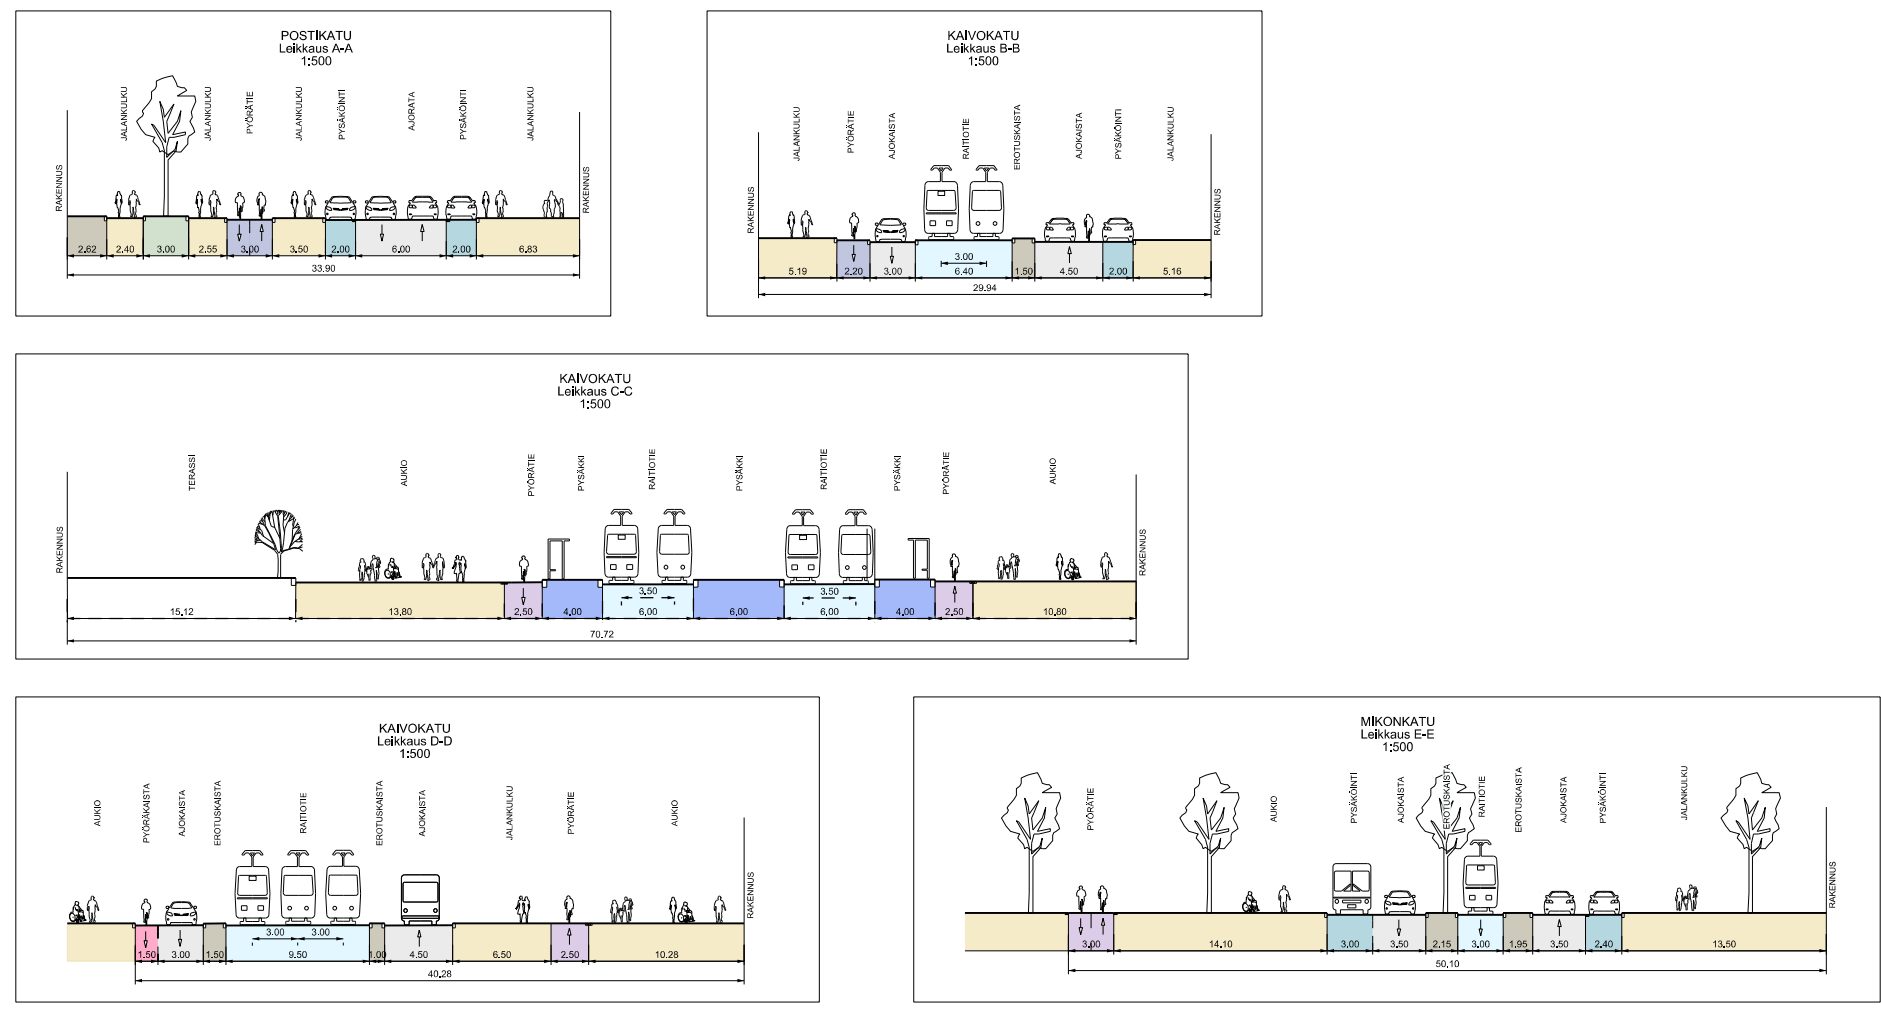 POSTIKATU
Leikkaus A-A
1:500
RAKENNUS
JALANKULKU
JALANKULKU
PYÖRÄTIE
JALANKULKU
PYSÄKÖINTI
AJORATA
PYSÄKÖINTI
JALANKULKU
RAKENNUS
2.62 2.40 3.00 2.55 3.00 3.50 2.00 6.00 2.00 6.83
33.90
KAIVOKATU
Leikkaus B-B
1:500
RAKENNUS
JALANKULKU
PYÖRÄTIE
AJOKAISTA
RAITIOTIE
EROTUSKAISTA
AJOKAISTA
PYSÄKÖINTI
JALANKULKU
RAKENNUS
3.00
5.19 2.20 3.00 6.40 1.50 4.50 2.00 5.16
29.94
KAIVOKATU
Leikkaus C-C
1:500
RAKENNUS
TERASSI
AUKIO
PYÖRÄTIE
PYSÄKKI
RAITIOTIE
PYSÄKKI
RAITIOTIE
PYSÄKKI
PYÖRÄTIE
AUKIO
RAKENNUS
3.50 3.50
15.12 13.80 2.50 4.00 6.00 6.00 6.00 4.00 2.50 10.80
70.72
KAIVOKATU
Leikkaus D-D
1:500
AUKIO
PYÖRÄKAISTA
AJOKAISTA
EROTUSKAISTA
RAITIOTIE
EROTUSKAISTA
AJOKAISTA
JALANKULKU
PYÖRÄTIE
AUKIO
RAKENNUS
3.00 3.00
1.50 3.00 1.50 9.50 1.00 4.50 6.50 2.50 10.28
40.28
MIKONKATU
Leikkaus E-E
1:500
PYÖRÄTIE
AUKIO
PYSÄKÖINTI
AJOKAISTA
EROTUSKAISTA
RAITIOTIE
EROTUSKAISTA
AJOKAISTA
PYSÄKÖINTI
JALANKULKU
RAKENNUS
3.00 14.10 3.00 3.50 2.15 3.00 1.95 3.50 2.40 13.50
50.10